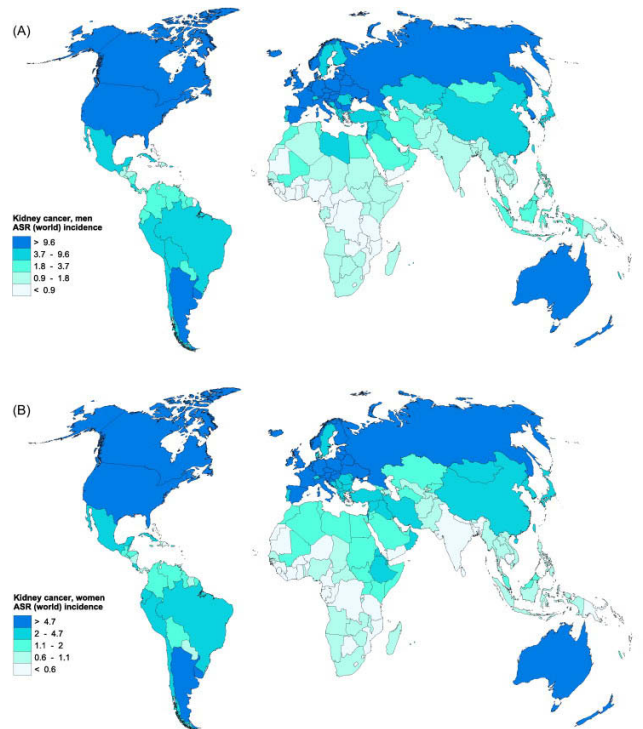 (A)
Kidney cancer, men
ASR (world) incidence
> 9.6
3.7 - 9.6
1.8 - 3.7
0.9 - 1.8
< 0.9
(B)
Kidney cancer, women
ASR (world) incidence
> 4.7
2 - 4.7
1.1 - 2
0.6 - 1.1
< 0.6